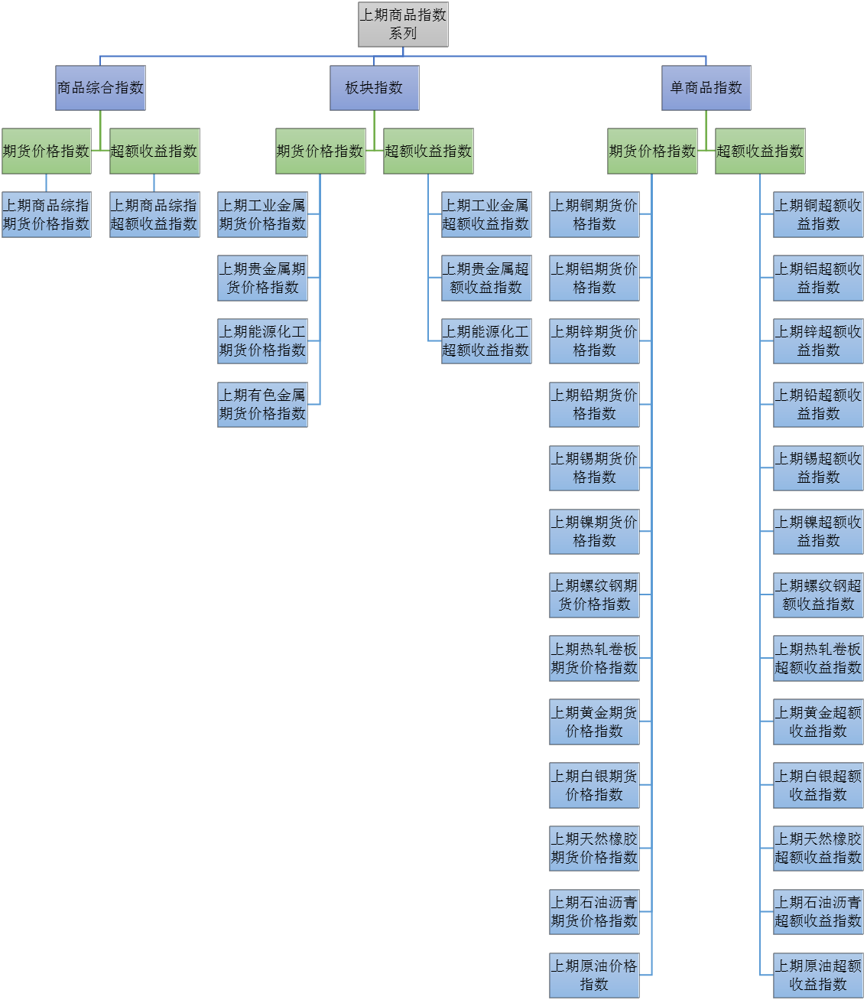 上期商品指数
系列
商品综合指数
板块指数
单商品指数
期货价格指数
超额收益指数
期货价格指数
超额收益指数
期货价格指数
超额收益指数
上期商品综指
期货价格指数
上期商品综指
超额收益指数
上期工业金属
期货价格指数
上期贵金属期
货价格指数
上期能源化工
期货价格指数
上期有色金属
期货价格指数
上期工业金属
超额收益指数
上期贵金属超
额收益指数
上期能源化工
超额收益指数
上期铜期货价
格指数
上期铝期货价
格指数
上期锌期货价
格指数
上期铅期货价
格指数
上期锡期货价
格指数
上期镍期货价
格指数
上期螺纹钢期
货价格指数
上期热轧卷板
期货价格指数
上期黄金期货
价格指数
上期白银期货
价格指数
上期天然橡胶
期货价格指数
上期石油沥青
期货价格指数
上期原油价格
指数
上期铜超额收
益指数
上期铝超额收
益指数
上期锌超额收
益指数
上期铅超额收
益指数
上期锡超额收
益指数
上期镍超额收
益指数
上期螺纹钢超
额收益指数
上期热轧卷板
超额收益指数
上期黄金超额
收益指数
上期白银超额
收益指数
上期天然橡胶
超额收益指数
上期石油沥青
超额收益指数
上期原油超额
收益指数